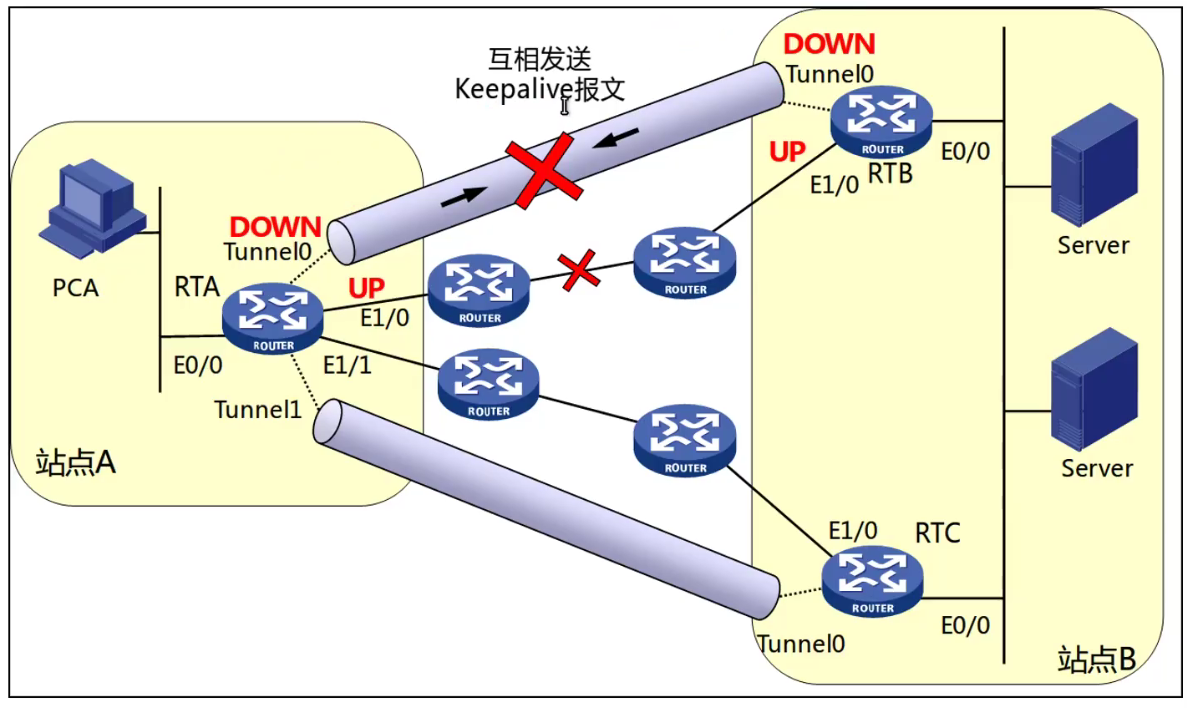 互相发送
Keepalive报文
DOWN
Tunnel0
ROUTER
E0/0
UP
E1/0
RTB
Server
DOWN
Tunnel0
PCA
RTA
UP
E1/0
ROUTER
ROUTER
ROUTER
E0/0
E1/1
ROUTER
Tunnel1
ROUTER
站点A
Server
E1/0
RTC
ROUTER
E0/0
Tunnel0
站点B